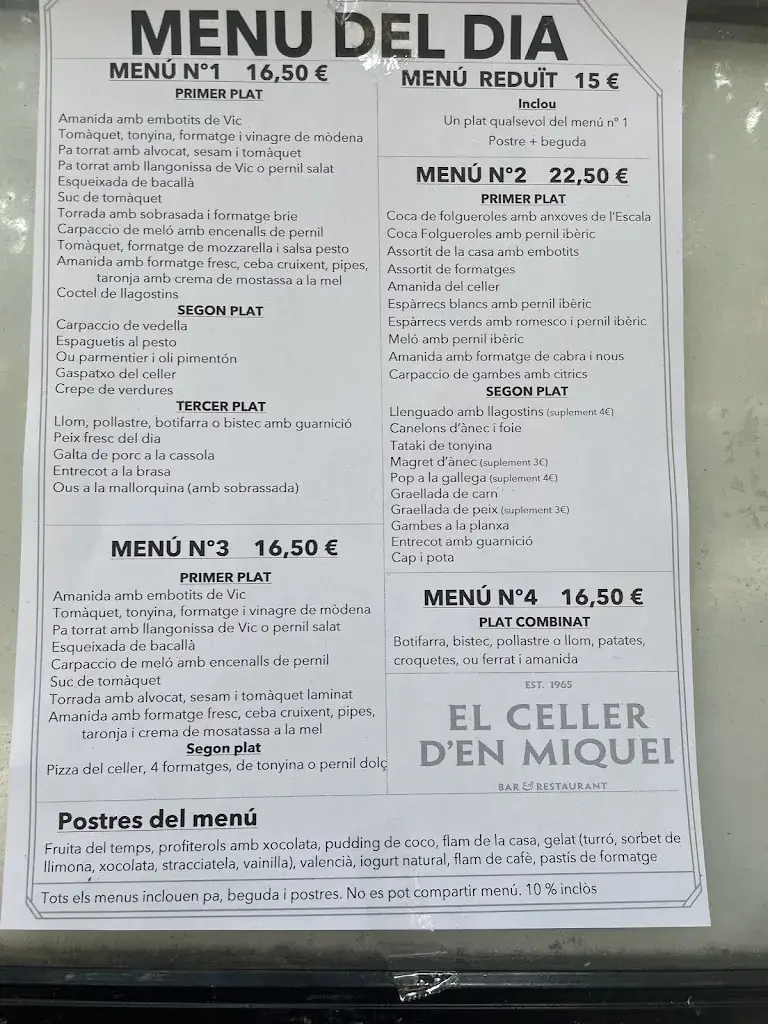 MENU DEL DIA
MENÚ Nº1 16,50 €
PRIMER PLAT
Amanida amb embotits de Vic
Tomàquet, tonyina, formatge i vinagre de mòdena
Pa torrat amb alvocat, sesam i tomàquet
Pa torrat amb llangonissa de Vic o pernil salat
Esqueixada de bacallà
Suc de tomàquet
Torrada amb sobrasada i formatge brie
Carpaccio de meló amb encenalls de pernil
Tomàquet, formatge de mozzarella i salsa pesto
Amanida amb formatge fresc, ceba cruixent, pipes,
taronja amb crema de mostassa a la mel
Coctel de llagostins
SEGON PLAT
Carpaccio de vedella
Espaguetis al pesto
Ou parmentier i oli pimentón
Gaspatxo del celler
Crepe de verdures
TERCER PLAT
Llom, pollastre, botifarra o bistec amb guarnició
Peix fresc del dia
Galta de porc a la cassola
Entrecot a la brasa
Ous a la mallorquina (amb sobrassada)
MENÚ Nº3 16,50 €
PRIMER PLAT
Amanida amb embotits de Vic
Tomàquet, tonyina, formatge i vinagre de mòdena
Pa torrat amb llangonissa de Vic o pernil salat
Esqueixada de bacallà
Carpaccio de meló amb encenalls de pernil
Suc de tomàquet
Torrada amb alvocat, sesam i tomàquet laminat
Amanida amb formatge fresc, ceba cruixent, pipes,
taronja i crema de mosatassa a la mel
Segon plat
Pizza del celler, 4 formatges, de tonyina o pernil dolç
MENÚ REDUÏT 15 €
Inclou
Un plat qualsevol del menú nº 1
Postre + beguda
MENÚ Nº2 22,50 €
PRIMER PLAT
Coca de folgueroles amb anxoves de l'Escala
Coca Folgueroles amb pernil ibèric
Assortit de la casa amb embotits
Assortit de formatges
Amanida del celler
Espàrrecs blancs amb pernil ibèric
Espàrrecs verds amb romesco i pernil ibèric
Meló amb pernil ibèric
Amanida amb formatge de cabra i nous
Carpaccio de gambes amb citrics
SEGON PLAT
Llenguado amb llagostins (suplement 4€)
Canelons d'ànec i foie
Tataki de tonyina
Magret d'ànec (suplement 3€)
Pop a la gallega (suplement 4€)
Graellada de carn
Graellada de peix (suplement 3€)
Gambes a la planxa
Entrecot amb guarnició
Cap i pota
MENÚ Nº4 16,50 €
PLAT COMBINAT
Botifarra, bistec, pollastre o llom, patates,
croquetes, ou ferrat i amanida
EST. 1965
EL CELLER
D'EN MIQUEL
BAR & RESTAURANT
Postres del menú
Fruita del temps, profiterols amb xocolata, pudding de coco, flam de la casa, gelat (turró, sorbet de
llimona, xocolata, stracciatela, vainilla), valencià, iogurt natural, flam de cafè, pastís de formatge
Tots els menus inclouen pa, beguda i postres. No es pot compartir menú. 10 % inclòs